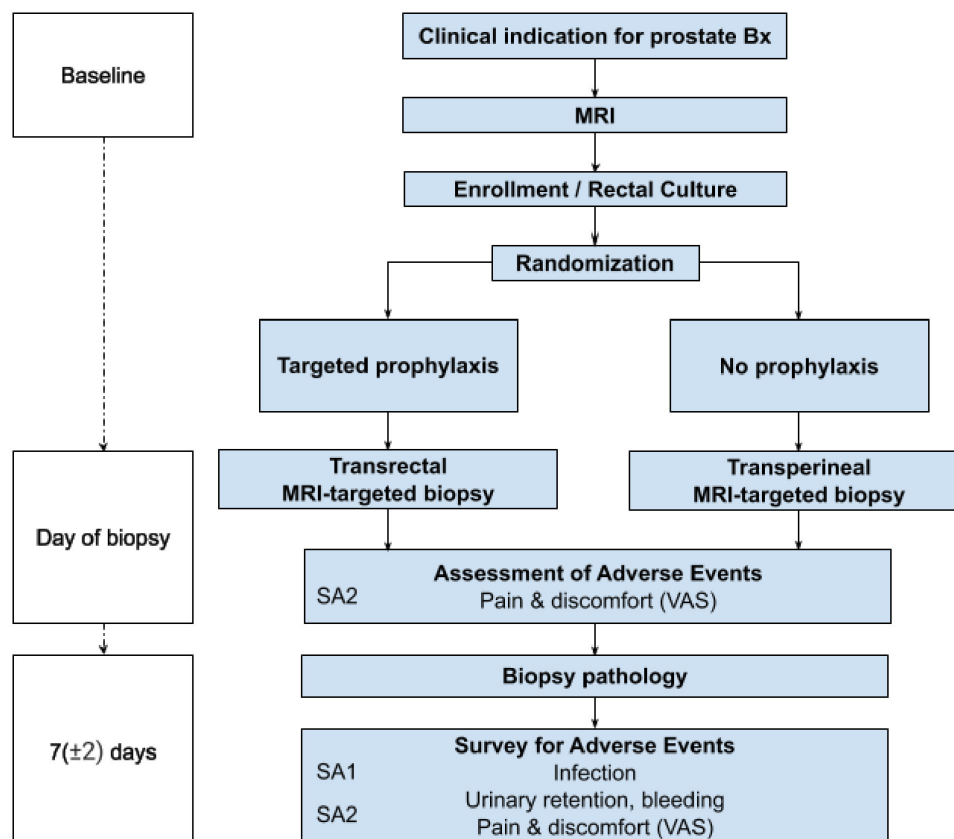 Baseline
Clinical indication for prostate Bx
MRI
Enrollment / Rectal Culture
Randomization
Targeted prophylaxis
No prophylaxis
Day of biopsy
Transrectal
MRI-targeted biopsy
Transperineal
MRI-targeted biopsy
Assessment of Adverse Events
SA2 Pain & discomfort (VAS)
7(±2) days
Biopsy pathology
Survey for Adverse Events
SA1 Infection
Urinary retention, bleeding
SA2
Pain & discomfort (VAS)